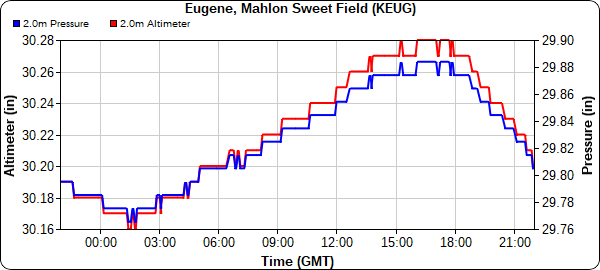 Eugene, Mahlon Sweet Field (KEUG)
2.0m Pressure 2.0m Altimeter
30.28 29.90
30.26 29.88
29.86
30.24 29.84
30.22 29.82
30.20 29.80
30.18 29.78
30.16 29.76
Altimeter (in)
Pressure (in)
00:00 03:00 06:00 09:00 12:00 15:00 18:00 21:00
Time (GMT)